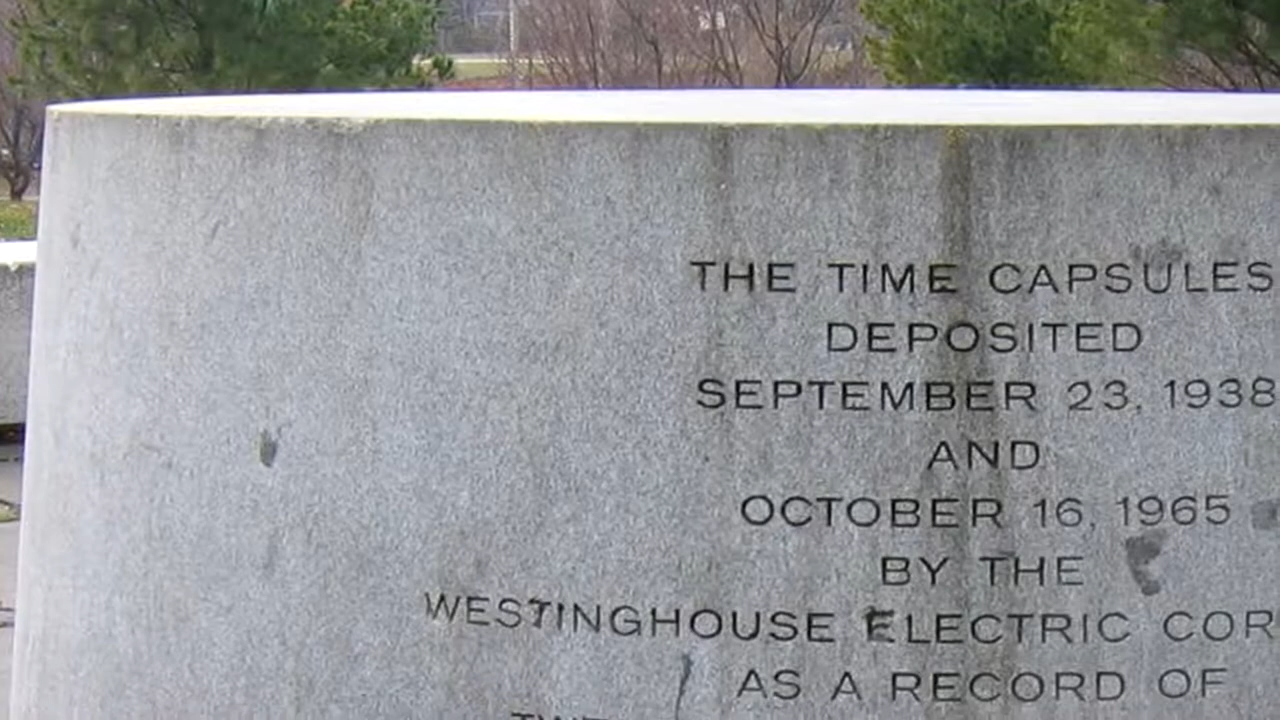 THE TIME CAPSULES
DEPOSITED
SEPTEMBER 23, 1938
AND
OCTOBER 16, 1965
BY THE
WESTINGHOUSE ELECTRIC COR
AS A RECORD OF